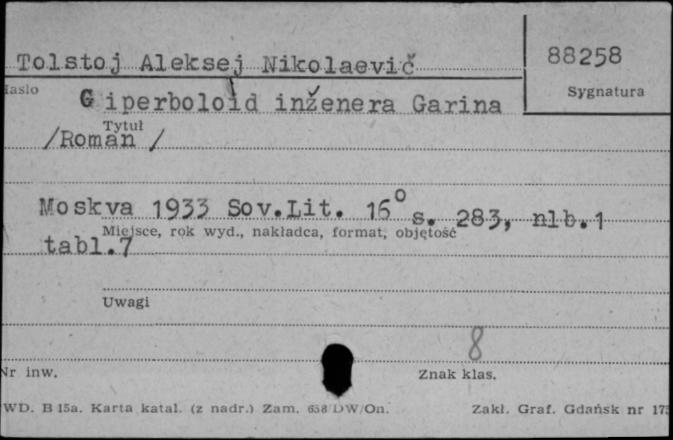 Tolstoj Aleksej Nikolaevič
88258
Hasło
Sygnatura
Giperboloid inženera Garina
Tytuł
/Roman /
Moskva 1933 Sov.Lit. 16° s. 283, nlb.1
Miejsce, rok wyd., nakładca, format, objętość
tabl.7
Uwagi
8
Nr inw.
Znak klas.
WD. B 15a. Karta katal. (z nadr.) Zam. 658/DW/On.
Zakł. Graf. Gdańsk nr